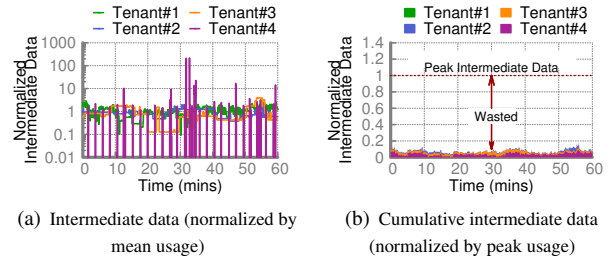 Tenant#1
Tenant#3
Tenant#2
Tenant#4
Normalized
Intermediate Data
1000
100
10
1
0.1
0.01
0
10
20
30
40
50
60
Time (mins)
(a) Intermediate data (normalized by
mean usage)
Tenant#1
Tenant#3
Tenant#2
Tenant#4
Normalized
Intermediate Data
1.4
1.2
1
0.8
0.6
0.4
0.2
0
Peak Intermediate Data
Wasted
0
10
20
30
40
50
60
Time (mins)
(b) Cumulative intermediate data
(normalized by peak usage)